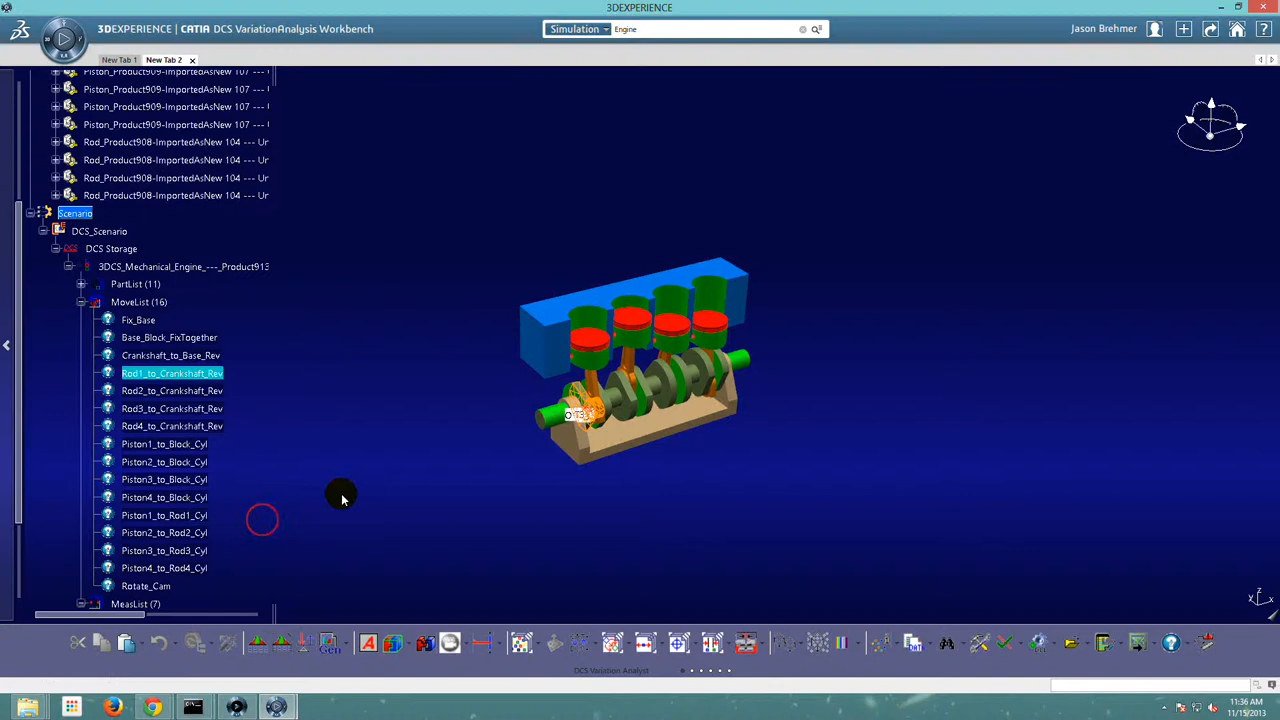 3DEXPERIENCE
3DEXPERIENCE | CATIA DCS VariationAnalysis Workbench
Simulation
Engine
Jason Brehmer
New Tab 1
New Tab 2
Piston_Product909-ImportedAsNew 107 ---
Piston_Product909-ImportedAsNew 107 ---
Piston_Product909-ImportedAsNew 107 ---
Piston_Product909-ImportedAsNew 107 ---
Rod_Product908-ImportedAsNew 104 --- Ur
Rod_Product908-ImportedAsNew 104 --- Ur
Rod_Product908-ImportedAsNew 104 --- Ur
Rod_Product908-ImportedAsNew 104 --- Ur
Scenario
DCS_Scenario
DCS DCS Storage
3DCS_Mechanical_Engine_---_Product913
PartList (11)
MoveList (16)
Fix_Base
Base_Block_FixTogether
Crankshaft_to_Base_Rev
Rod1_to_Crankshaft_Rev
Rod2_to_Crankshaft_Rev
Rod3_to_Crankshaft_Rev
Rod4_to_Crankshaft_Rev
Piston1_to_Block_Cyl
Piston2_to_Block_Cyl
Piston3_to_Block_Cyl
Piston4_to_Block_Cyl
Piston1_to_Rod1_Cyl
Piston2_to_Rod2_Cyl
Piston3_to_Rod3_Cyl
Piston4_to_Rod4_Cyl
Rotate_Cam
MeasList (7)
Gen
A
DCS Variation Analyst
11:36 AM
11/15/2013